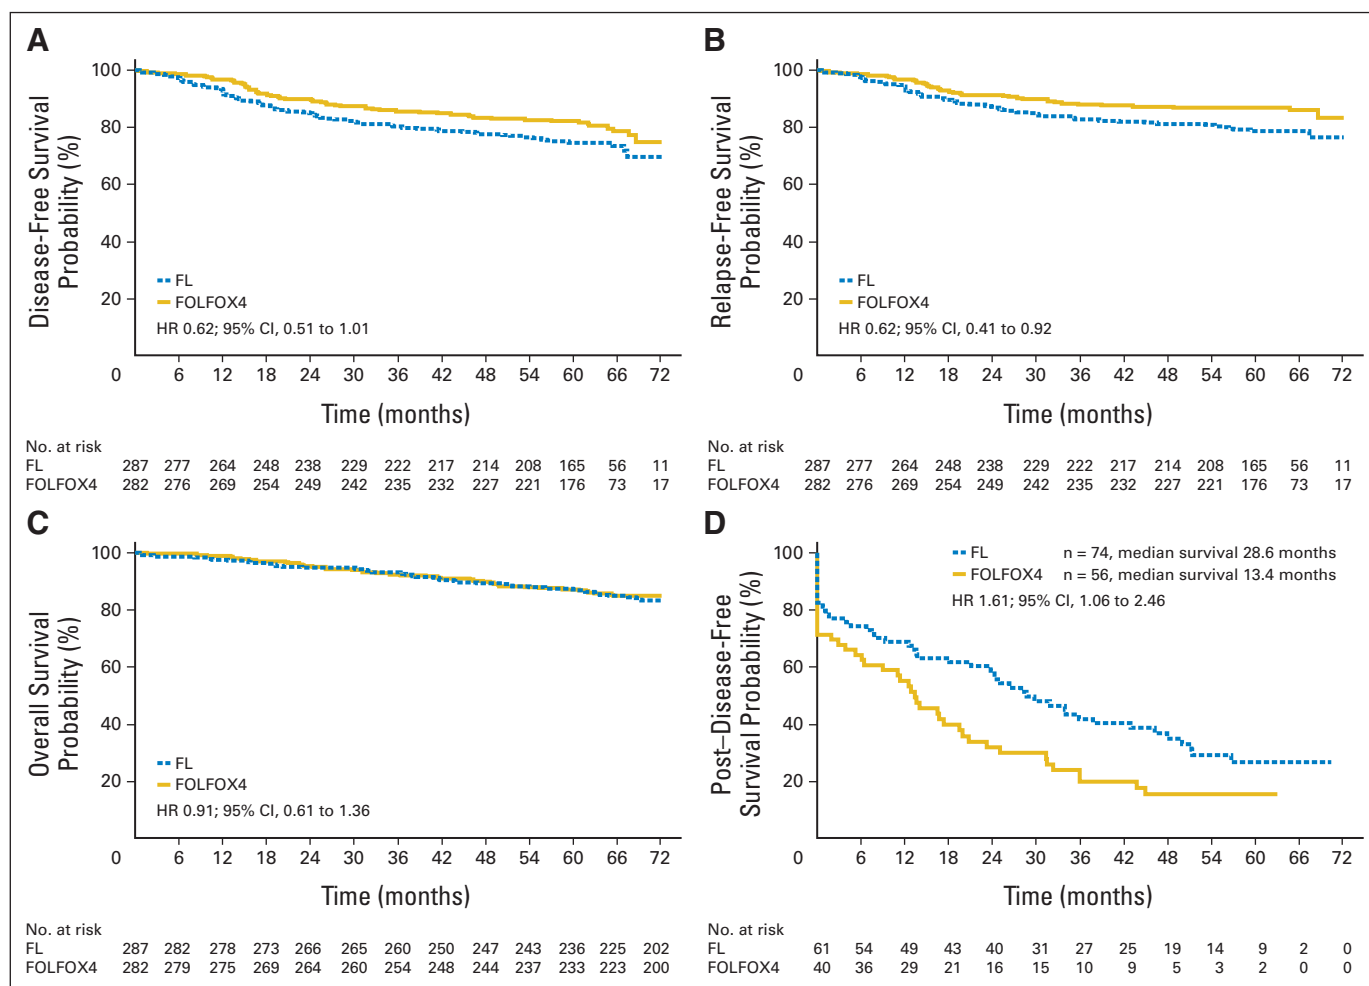 A
Disease-Free Survival
Probability (%)
100
80
60
40
20
FL
FOLFOX4
HR 0.62; 95% CI, 0.51 to 1.01
0 6 12 18 24 30 36 42 48 54 60 66 72
Time (months)
No. at risk
FL 287 277 264 248 238 229 222 217 214 208 165 56 11
FOLFOX4 282 276 269 254 249 242 235 232 227 221 176 73 17
B
Relapse-Free Survival
Probability (%)
100
80
60
40
20
FL
FOLFOX4
HR 0.62; 95% CI, 0.41 to 0.92
0 6 12 18 24 30 36 42 48 54 60 66 72
Time (months)
No. at risk
FL 287 277 264 248 238 229 222 217 214 208 165 56 11
FOLFOX4 282 276 269 254 249 242 235 232 227 221 176 73 17
C
Overall Survival
Probability (%)
100
80
60
40
20
FL
FOLFOX4
HR 0.91; 95% CI, 0.61 to 1.36
0 6 12 18 24 30 36 42 48 54 60 66 72
Time (months)
No. at risk
FL 287 282 278 273 266 265 260 250 247 243 236 225 202
FOLFOX4 282 279 275 269 264 260 254 248 244 237 233 223 200
D
Post–Disease-Free
Survival Probability (%)
100
80
60
40
20
FL n = 74, median survival 28.6 months
FOLFOX4 n = 56, median survival 13.4 months
HR 1.61; 95% CI, 1.06 to 2.46
0 6 12 18 24 30 36 42 48 54 60 66 72
Time (months)
No. at risk
FL 61 54 49 43 40 31 27 25 19 14 9 2 0
FOLFOX4 40 36 29 21 16 15 10 9 5 3 2 0 0